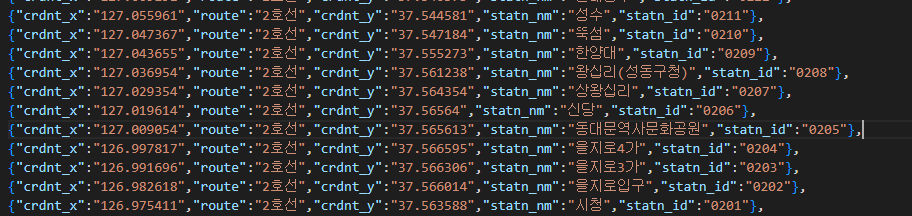 {"crdnt_x":"127.055961","route":"2호선","crdnt_y":"37.544581","statn_nm":"성수","statn_id":"0211"},
{"crdnt_x":"127.047367","route":"2호선","crdnt_y":"37.547184","statn_nm":"뚝섬","statn_id":"0210"},
{"crdnt_x":"127.043655","route":"2호선","crdnt_y":"37.555273","statn_nm":"한양대","statn_id":"0209"},
{"crdnt_x":"127.036954","route":"2호선","crdnt_y":"37.561238","statn_nm":"왕십리(성동구청)","statn_id":"0208"},
{"crdnt_x":"127.029354","route":"2호선","crdnt_y":"37.564354","statn_nm":"상왕십리","statn_id":"0207"},
{"crdnt_x":"127.019614","route":"2호선","crdnt_y":"37.56564","statn_nm":"신당","statn_id":"0206"},
{"crdnt_x":"127.009054","route":"2호선","crdnt_y":"37.565613","statn_nm":"동대문역사문화공원","statn_id":"0205"},
{"crdnt_x":"126.997817","route":"2호선","crdnt_y":"37.566595","statn_nm":"을지로4가","statn_id":"0204"},
{"crdnt_x":"126.991696","route":"2호선","crdnt_y":"37.566306","statn_nm":"을지로3가","statn_id":"0203"},
{"crdnt_x":"126.982618","route":"2호선","crdnt_y":"37.566014","statn_nm":"을지로입구","statn_id":"0202"},
{"crdnt_x":"126.975411","route":"2호선","crdnt_y":"37.563588","statn_nm":"시청","statn_id":"0201"},